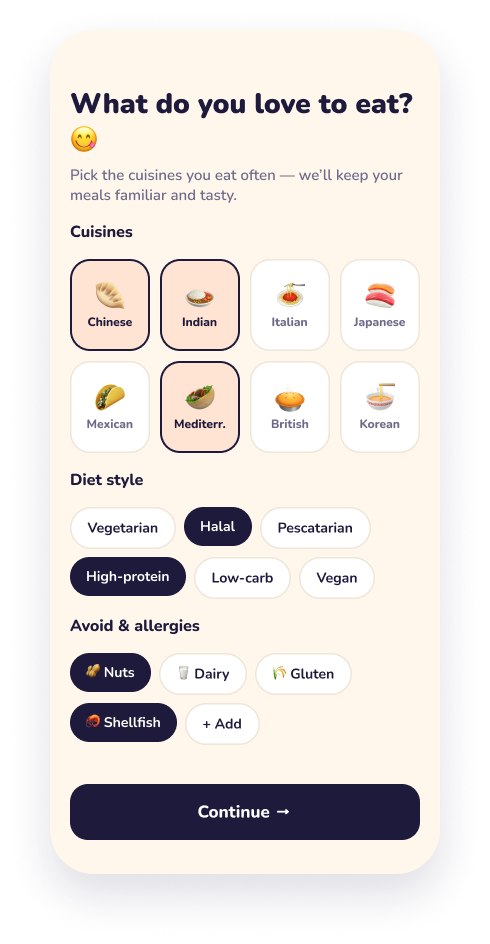 What do you love to eat?
😋
Pick the cuisines you eat often — we’ll keep your
meals familiar and tasty.
Cuisines
Chinese Indian Italian Japanese
Mexican Mediterr. British Korean
Diet style
Vegetarian Halal Pescatarian
High-protein Low-carb Vegan
Avoid & allergies
🥜 Nuts 🥛 Dairy 🌾 Gluten
🦐 Shellfish + Add
Continue →